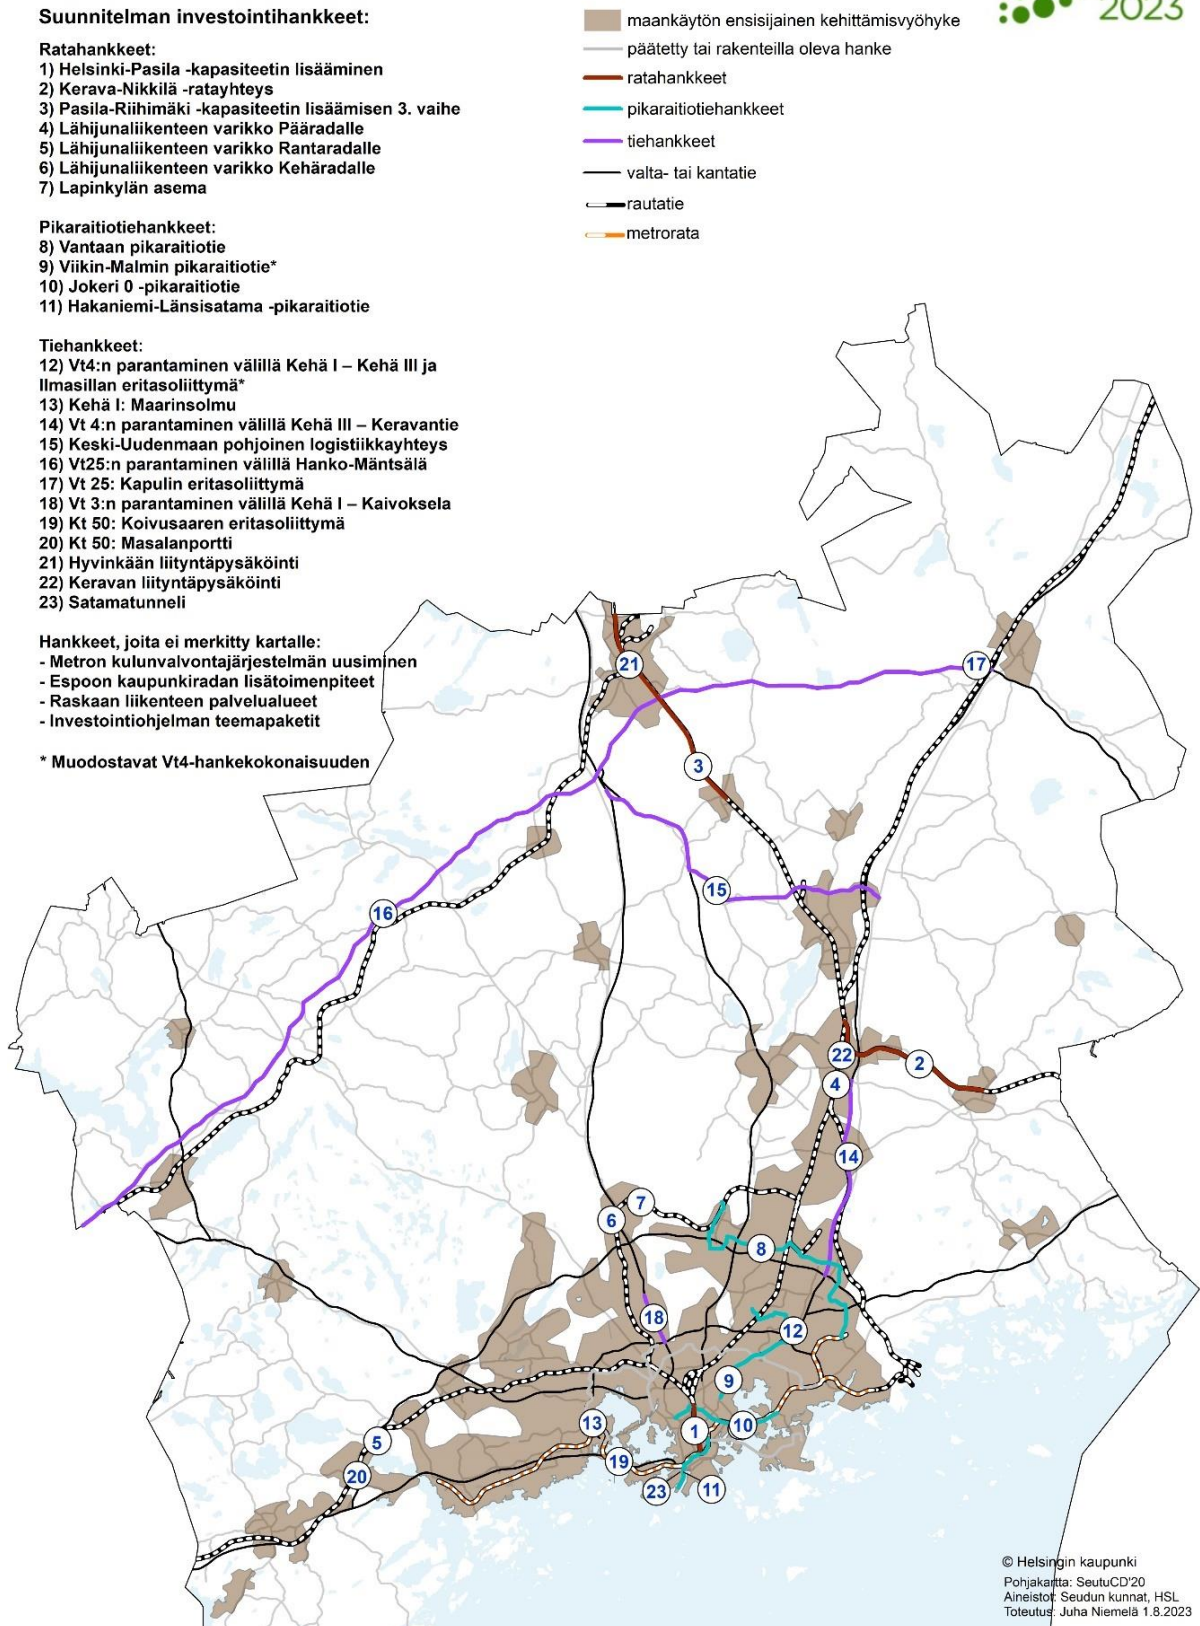 Suunnitelman investointihankkeet:
Ratahankkeet:
1) Helsinki-Pasila -kapasiteetin lisääminen
2) Kerava-Nikkilä -ratayhteys
3) Pasila-Riihimäki -kapasiteetin lisäämisen 3. vaihe
4) Lähijunaliikenteen varikko Pääradalle
5) Lähijunaliikenteen varikko Rantaradalle
6) Lähijunaliikenteen varikko Kehäradalle
7) Lapinkylän asema
Pikaraitiotiehankkeet:
8) Vantaan pikaraitiotie
9) Viikin-Malmin pikaraitiotie*
10) Jokeri 0 -pikaraitiotie
11) Hakaniemi-Länsisatama -pikaraitiotie
Tiehankkeet:
12) Vt4:n parantaminen välillä Kehä I – Kehä III ja
Ilmasillan eritasoliittymä*
13) Kehä I: Maarinsolmu
14) Vt 4:n parantaminen välillä Kehä III – Keravantie
15) Keski-Uudenmaan pohjoinen logistiikkayhteys
16) Vt25:n parantaminen välillä Hanko-Mäntsälä
17) Vt 25: Kapulin eritasoliittymä
18) Vt 3:n parantaminen välillä Kehä I – Kaivoksela
19) Kt 50: Koivusaaren eritasoliittymä
20) Kt 50: Masalanportti
21) Hyvinkään liityntäpysäköinti
22) Keravan liityntäpysäköinti
23) Satamatunneli
Hankkeet, joita ei merkitty kartalle:
- Metron kulunvalvontajärjestelmän uusiminen
- Espoon kaupunkiradan lisätoimenpiteet
- Raskaan liikenteen palvelualueet
- Investointiohjelman teemapaketit
* Muodostavat Vt4-hankekokonaisuuden
2023
maankäytön ensisijainen kehittämisvyöhyke
päätetty tai rakenteilla oleva hanke
ratahankkeet
pikaraitiotiehankkeet
tiehankkeet
valta- tai kantatie
rautatie
metrorata
21
17
3
15
16
22
2
4
14
7
6
8
18
12
9
13
10
1
5
19
20
23
11
© Helsingin kaupunki
Pohjakartta: SeutuCD'20
Aineistot: Seudun kunnat, HSL
Toteutus: Juha Niemelä 1.8.2023